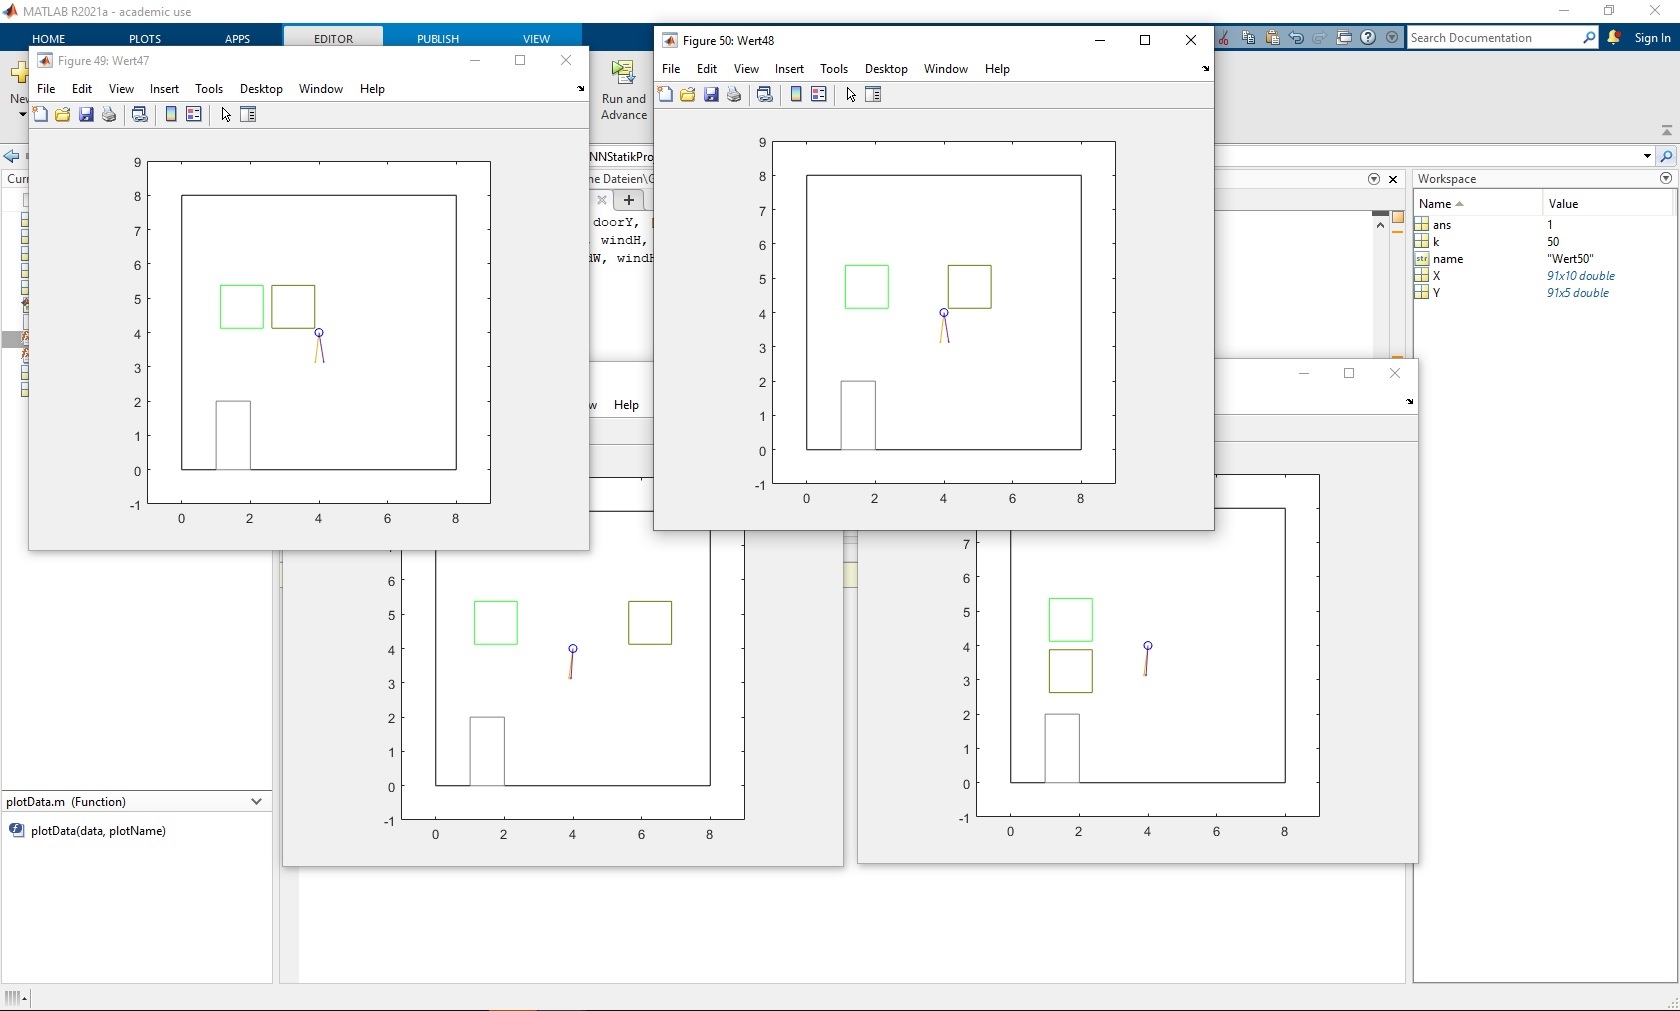 MATLAB R2021a - academic use
HOME PLOTS APPS EDITOR PUBLISH VIEW
Search Documentation
Sign In
New
Run and
Advance
Figure 49: Wert47
File Edit View Insert Tools Desktop Window Help
9
8
7
6
5
4
3
2
1
0
-1
0 2 4 6 8
Figure 50: Wert48
File Edit View Insert Tools Desktop Window Help
9
8
7
6
5
4
3
2
1
0
-1
0 2 4 6 8
NNStatikPro
ne Dateien\G
doorY,
windH,
W, windH
w Help
6
5
4
3
2
1
0
-1
0 2 4 6 8
7
6
5
4
3
2
1
0
-1
0 2 4 6 8
Curr
Workspace
Name Value
ans 1
k 50
str name "Wert50"
X 91x10 double
Y 91x5 double
plotData.m (Function)
plotData(data, plotName)